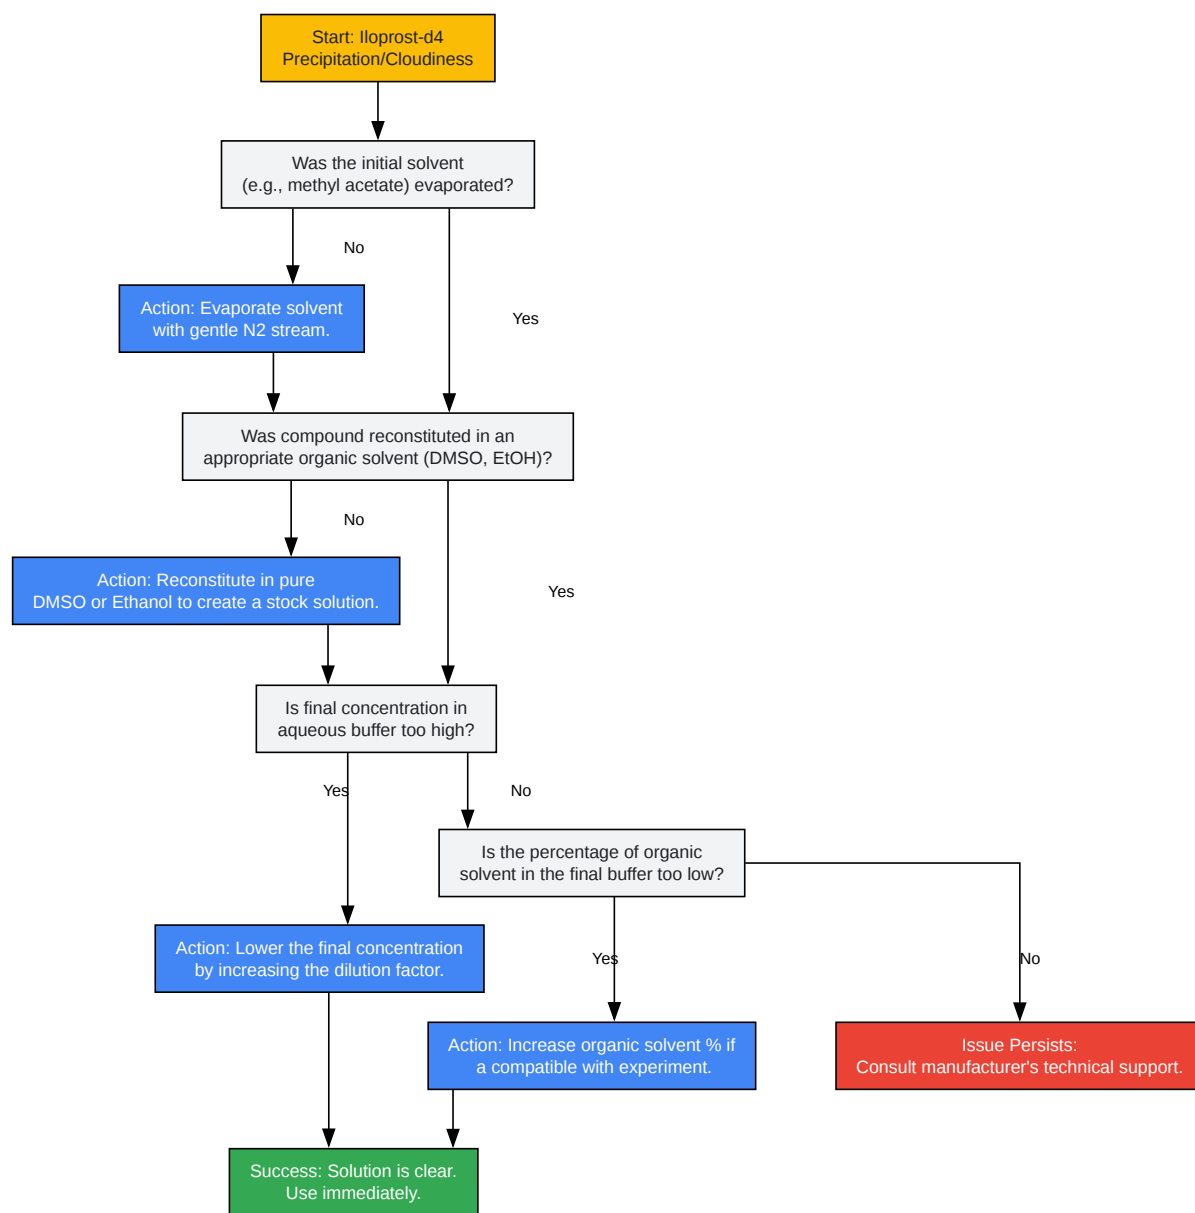 Start: Iloprost-d4
Precipitation/Cloudiness
Was the initial solvent
(e.g., methyl acetate) evaporated?
No
Action: Evaporate solvent
with gentle N2 stream.
Yes
Was compound reconstituted in an
appropriate organic solvent (DMSO, EtOH)?
No
Action: Reconstitute in pure
DMSO or Ethanol to create a stock solution.
Yes
Is final concentration in
aqueous buffer too high?
Yes
No
Is the percentage of organic
solvent in the final buffer too low?
Action: Lower the final concentration
by increasing the dilution factor.
Yes
No
Action: Increase organic solvent % if
a compatible with experiment.
Issue Persists:
Consult manufacturer's technical support.
Success: Solution is clear.
Use immediately.